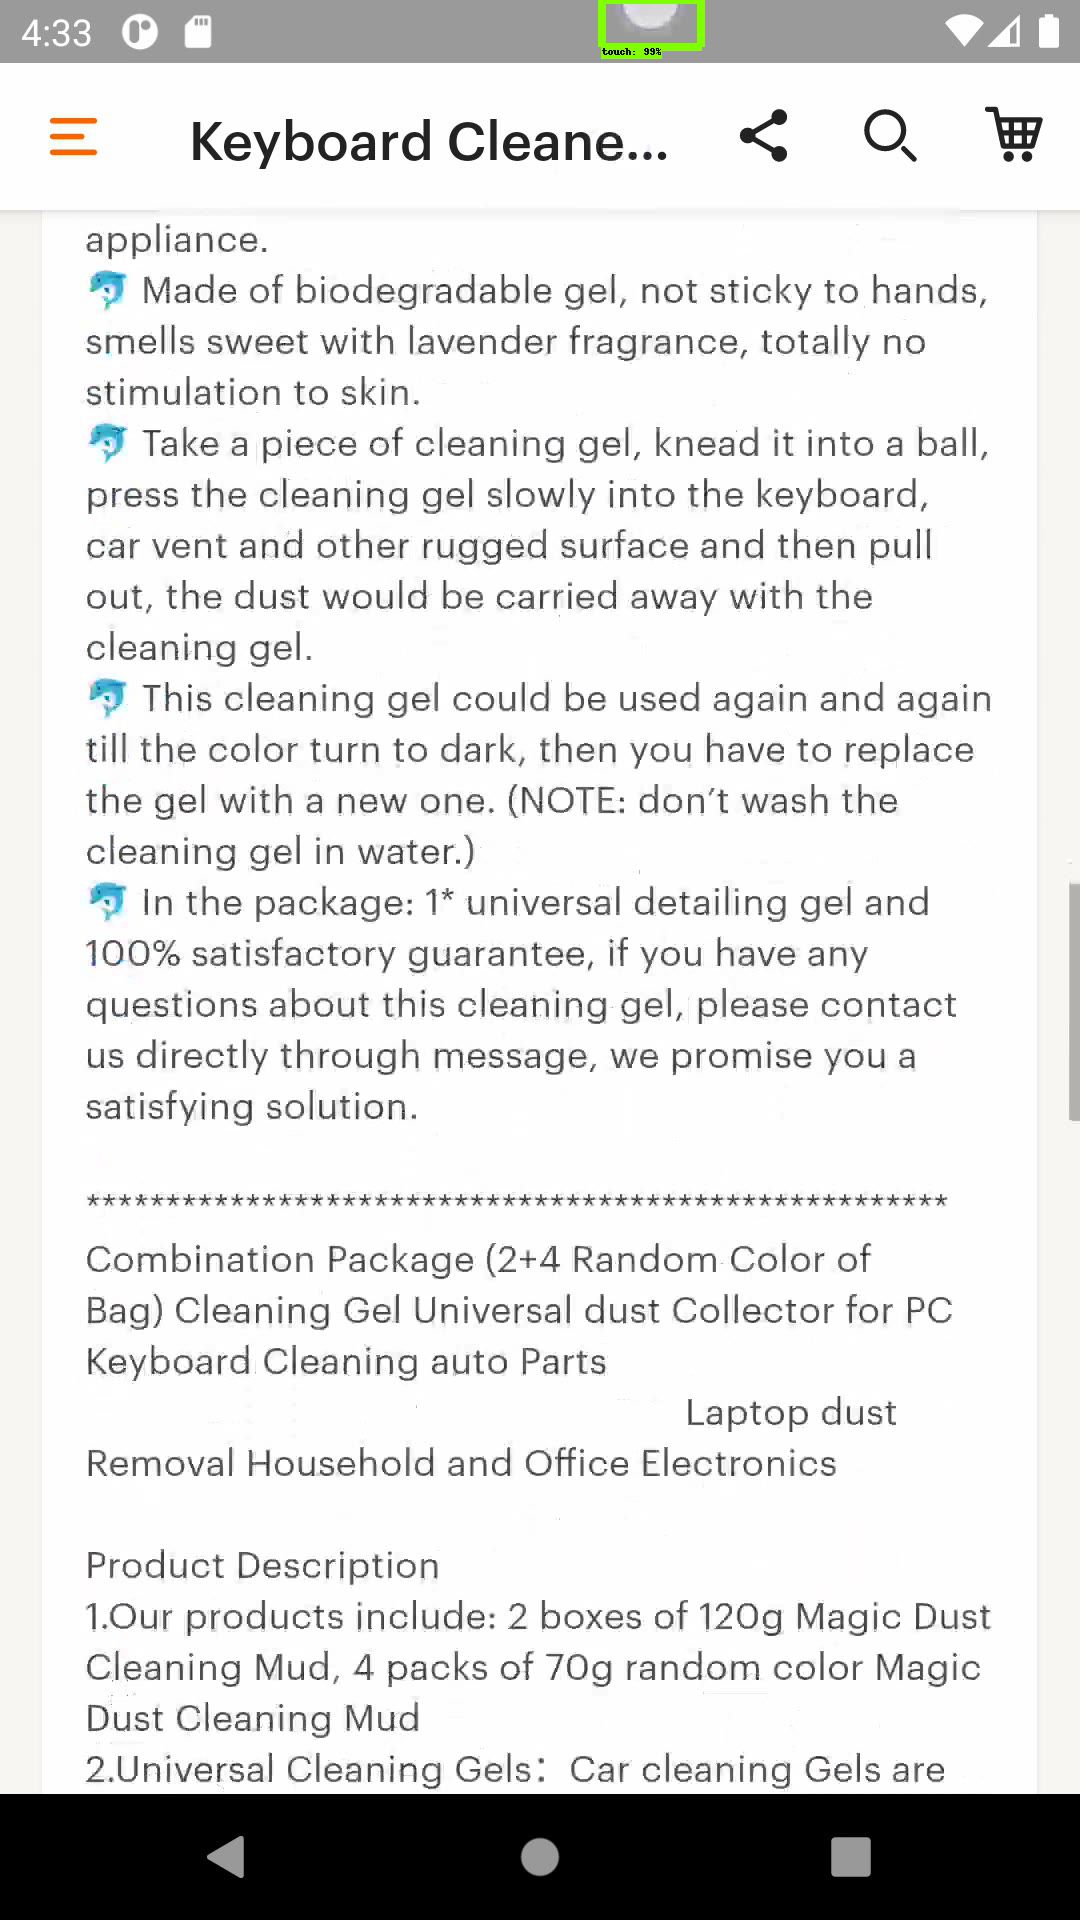 4:33
touch: 99%
Keyboard Cleane...
appliance.
🐬 Made of biodegradable gel, not sticky to hands,
smells sweet with lavender fragrance, totally no
stimulation to skin.
🐬 Take a piece of cleaning gel, knead it into a ball,
press the cleaning gel slowly into the keyboard,
car vent and other rugged surface and then pull
out, the dust would be carried away with the
cleaning gel.
🐬 This cleaning gel could be used again and again
till the color turn to dark, then you have to replace
the gel with a new one. (NOTE: don’t wash the
cleaning gel in water.)
🐬 In the package: 1* universal detailing gel and
100% satisfactory guarantee, if you have any
questions about this cleaning gel, please contact
us directly through message, we promise you a
satisfying solution.
******************************************************
Combination Package (2+4 Random Color of
Bag) Cleaning Gel Universal dust Collector for PC
Keyboard Cleaning auto Parts
Laptop dust
Removal Household and Office Electronics
Product Description
1.Our products include: 2 boxes of 120g Magic Dust
Cleaning Mud, 4 packs of 70g random color Magic
Dust Cleaning Mud
2.Universal Cleaning Gels：Car cleaning Gels are